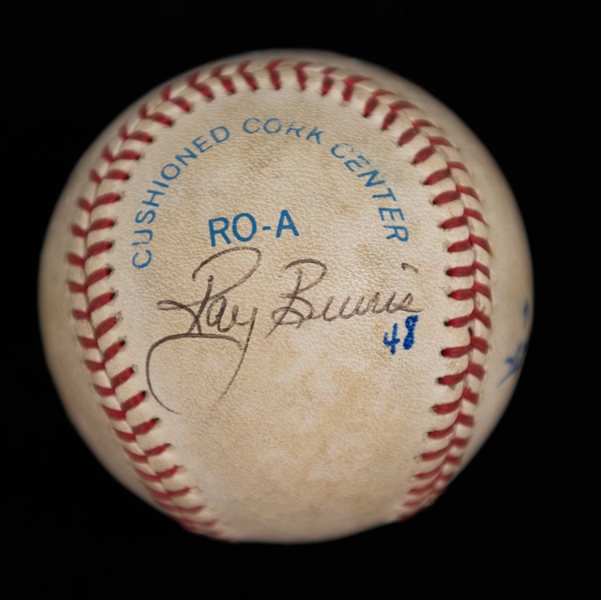 CUSHIONED CORK CENTER
RO-A
Ray Burris
48